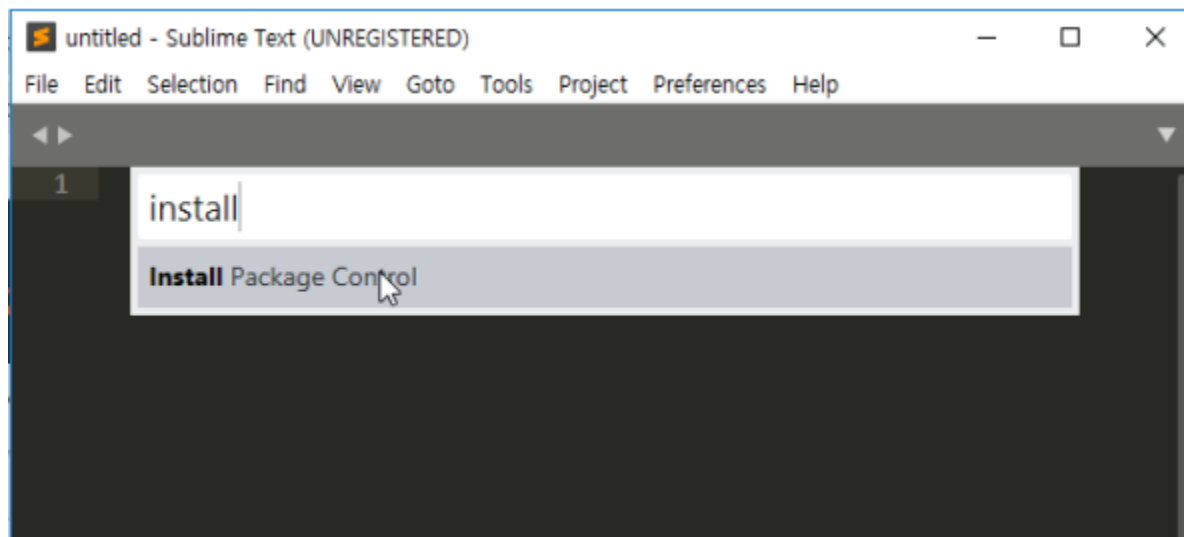 untitled - Sublime Text (UNREGISTERED)
File Edit Selection Find View Goto Tools Project Preferences Help
1
install
Install Package Control